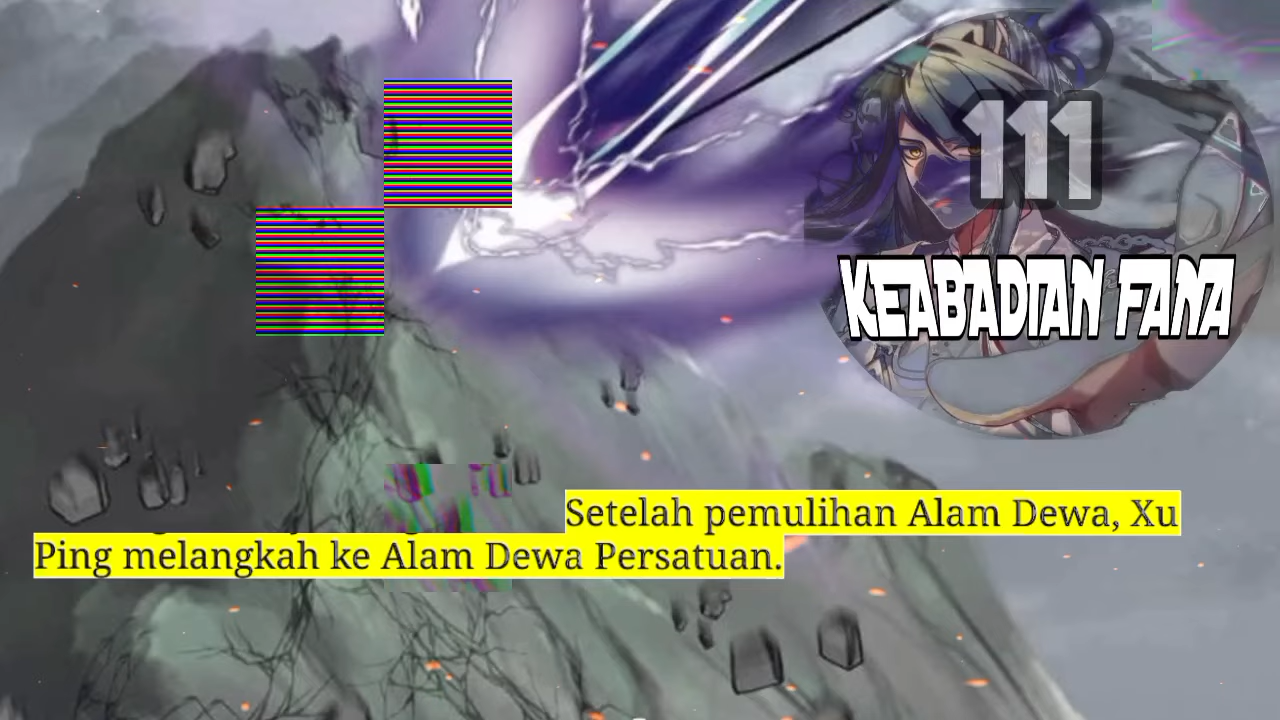 111
KEABADIAN FANA
Setelah pemulihan Alam Dewa, Xu
Ping melangkah ke Alam Dewa Persatuan.